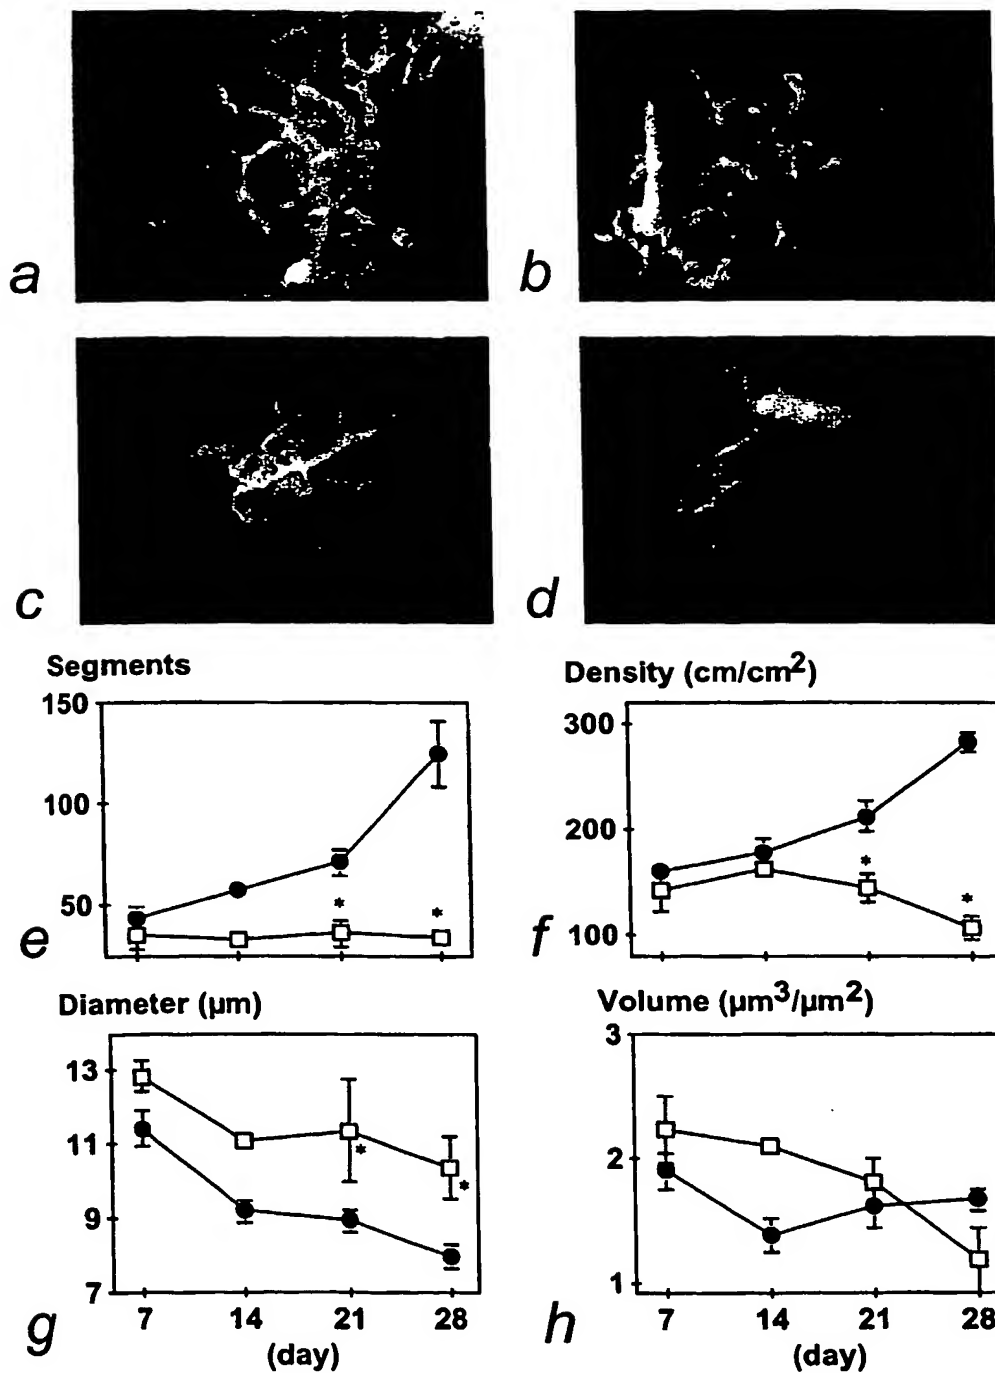 a
b
c
d
Segments
150
100
50
e
* *
Density (cm/cm²)
300
200
100
f
*
*
Diameter (µm)
13
11
9
7
g
*
*
7 14 21 28
(day)
Volume (µm³/µm²)
3
2
1
h
7 14 21 28
(day)